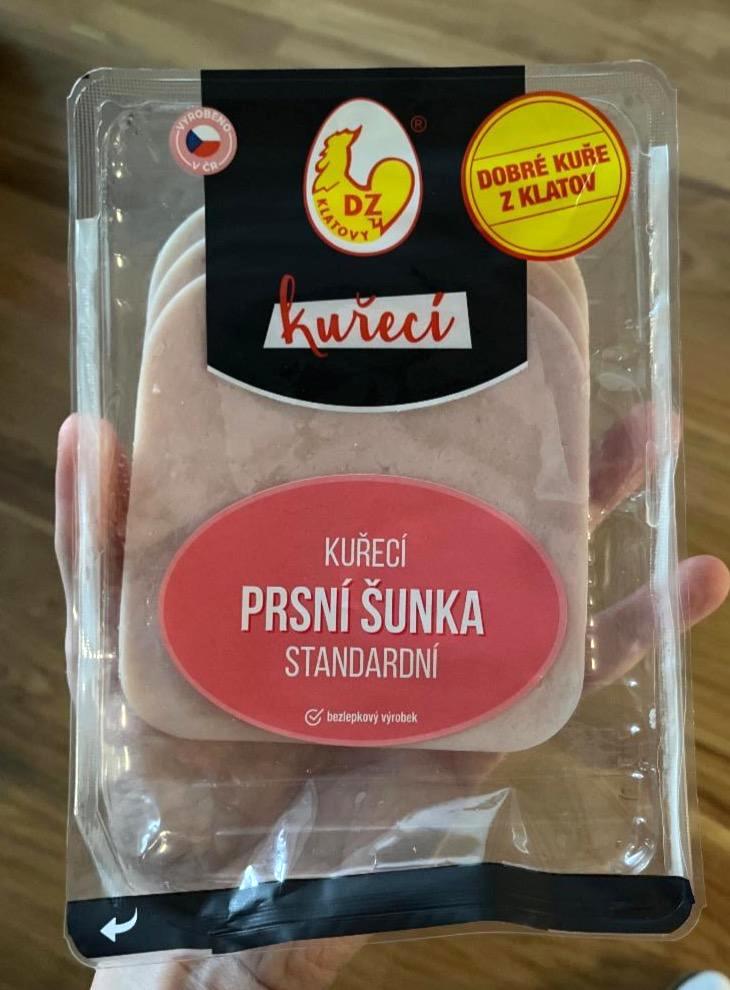 VYROBENO
V ČR
DZ
KLATOVY
®
DOBRÉ KUŘE
Z KLATOV
kuřecí
KUŘECÍ
PRSNÍ ŠUNKA
STANDARDNÍ
bezlepkový výrobek